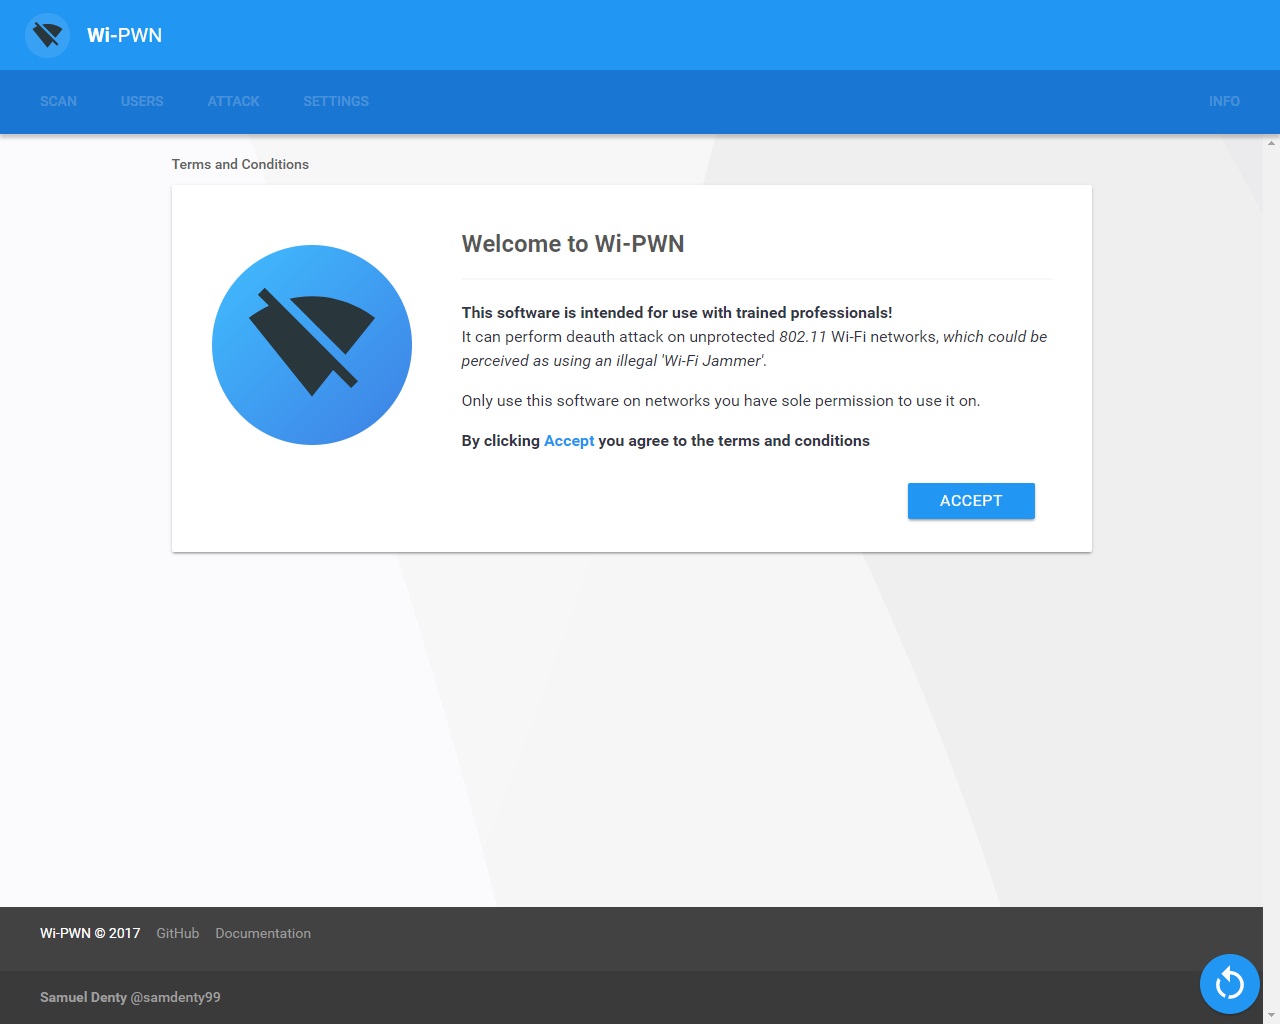 Wi-PWN
SCAN USERS ATTACK SETTINGS INFO
Terms and Conditions
Welcome to Wi-PWN
This software is intended for use with trained professionals!
It can perform deauth attack on unprotected 802.11 Wi-Fi networks, which could be
perceived as using an illegal 'Wi-Fi Jammer'.
Only use this software on networks you have sole permission to use it on.
By clicking Accept you agree to the terms and conditions
ACCEPT
Wi-PWN © 2017 GitHub Documentation
Samuel Denty @samdenty99